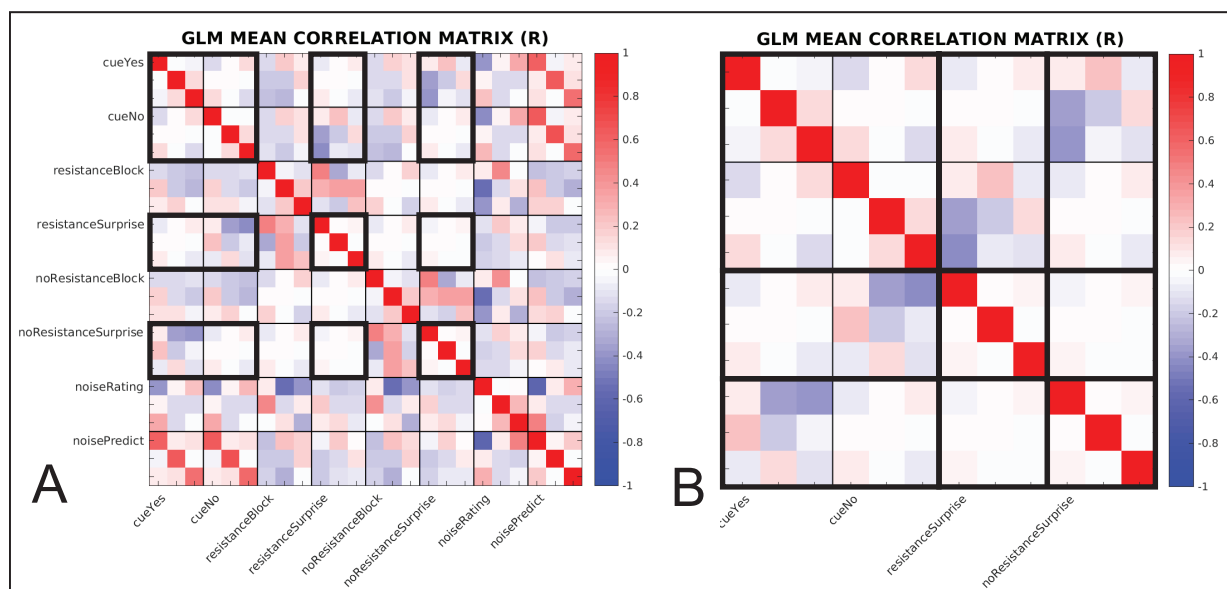 GLM MEAN CORRELATION MATRIX (R)
cueYes
cueNo
resistanceBlock
resistanceSurprise
noResistanceBlock
noResistanceSurprise
noiseRating
noisePredict
1
0.8
0.6
0.4
0.2
0
-0.2
-0.4
-0.6
-0.8
-1
cueYes
cueNo
resistanceBlock
resistanceSurprise
noResistanceBlock
noResistanceSurprise
noiseRating
noisePredict
A
GLM MEAN CORRELATION MATRIX (R)
1
0.8
0.6
0.4
0.2
0
-0.2
-0.4
-0.6
-0.8
-1
cueYes
cueNo
resistanceSurprise
noResistanceSurprise
B